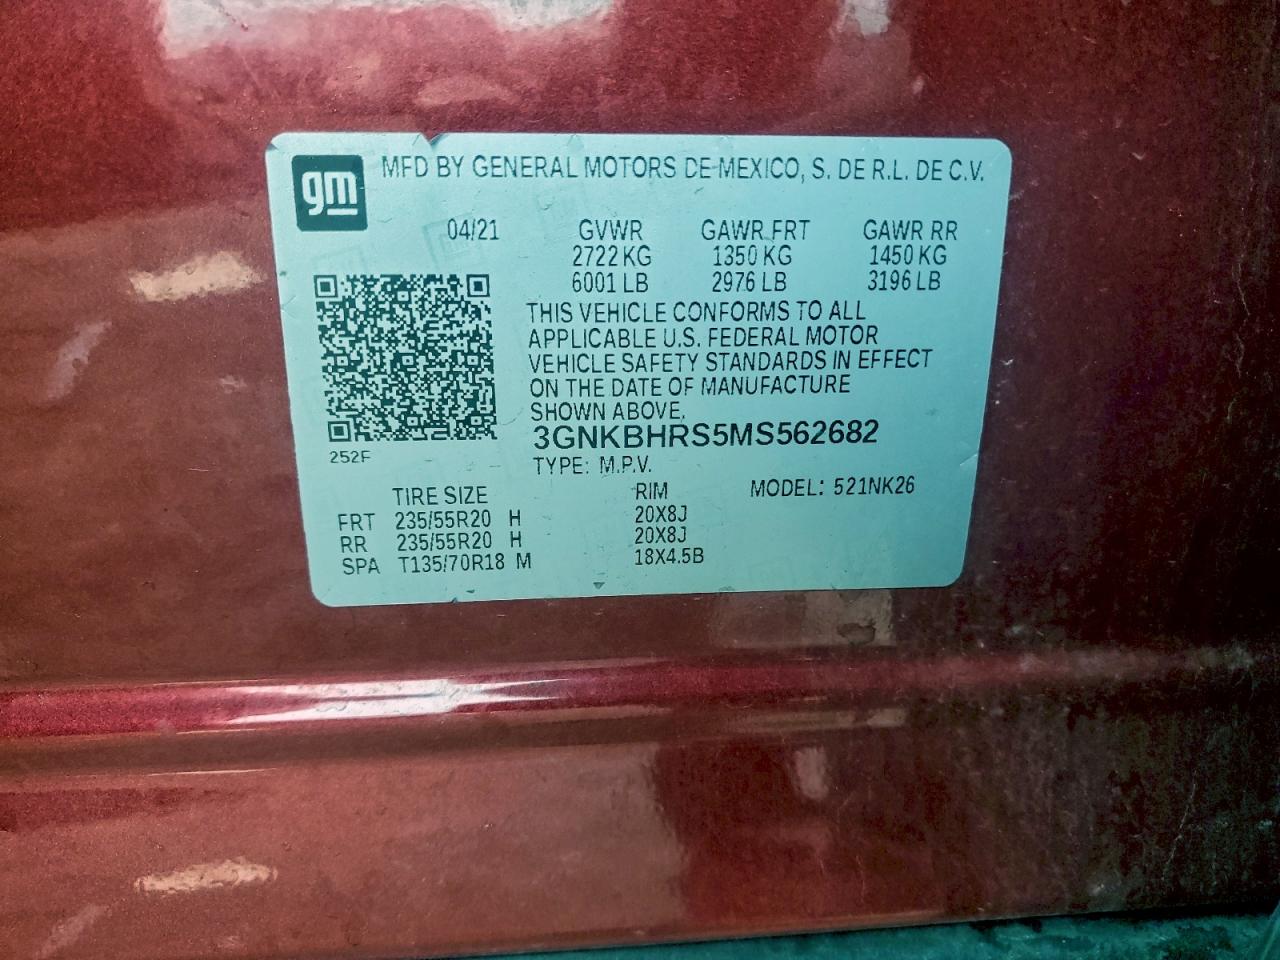 gm
MFD BY GENERAL MOTORS DE MEXICO, S. DE R.L. DE C.V.
04/21 GVWR GAWR FRT GAWR RR
2722 KG 1350 KG 1450 KG
6001 LB 2976 LB 3196 LB
THIS VEHICLE CONFORMS TO ALL
APPLICABLE U.S. FEDERAL MOTOR
VEHICLE SAFETY STANDARDS IN EFFECT
ON THE DATE OF MANUFACTURE
SHOWN ABOVE.
3GNKBHRS5MS562682
252F
TYPE: M.P.V.
TIRE SIZE RIM MODEL: 521NK26
FRT 235/55R20 H 20X8J
RR 235/55R20 H 20X8J
SPA T135/70R18 M 18X4.5B